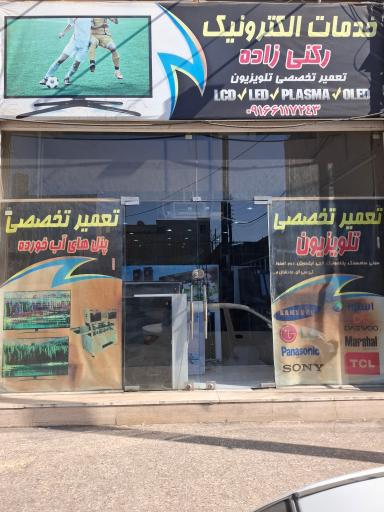 خدمات الکترونیک
رکنی زاده
تعمیر تخصصی تلویزیون
LCD ✓ LED ✓ PLASMA ✓ OLED
۰۹۱۶۶۱۱۷۲۴۳
تعمیر تخصصی
تلویزیون
SAMSUNG
LG
DAEWOO
Panasonic
Marshal
SONY
TCL
تعمیر تخصصی
پنل های آب خورده